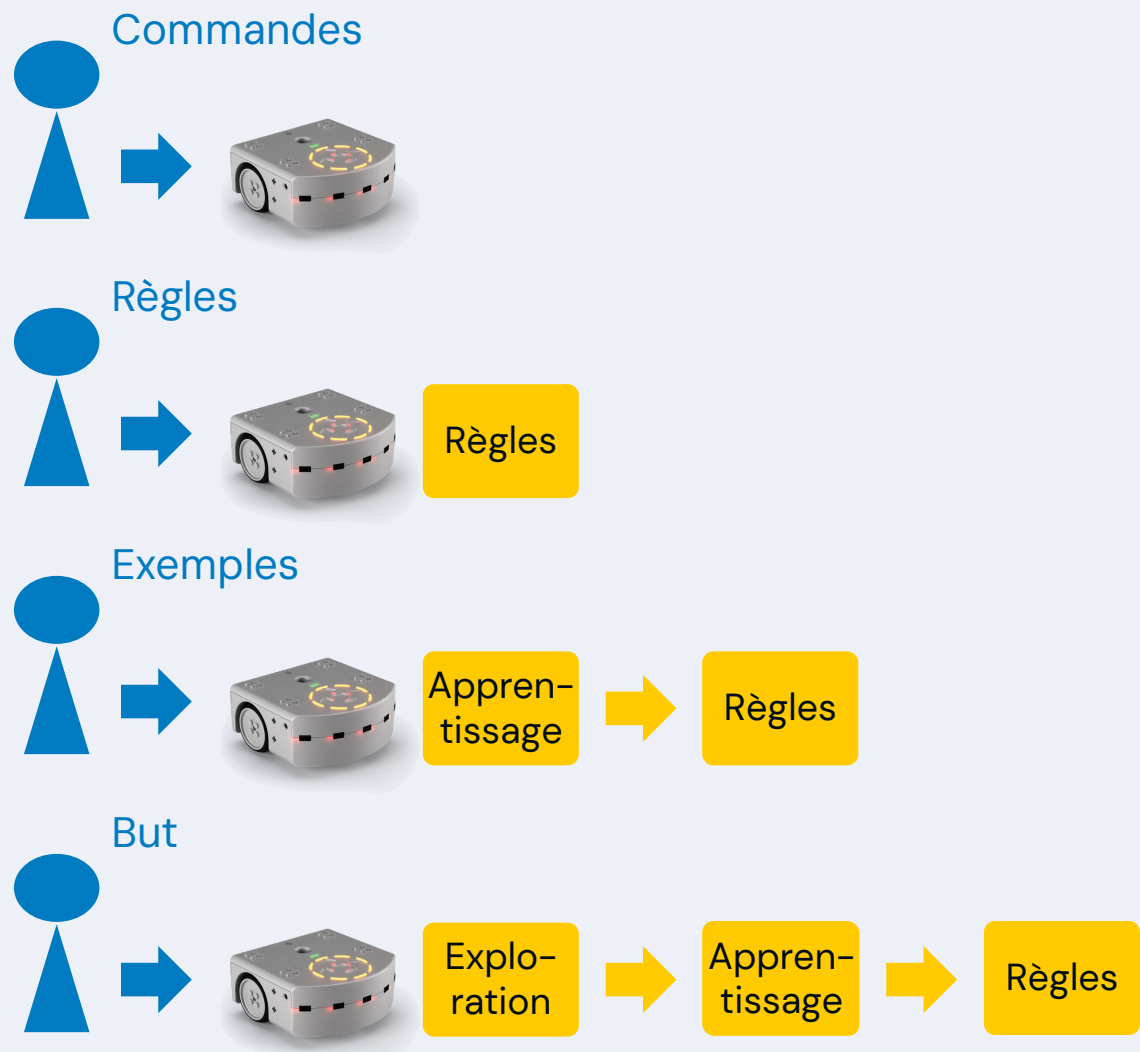 Commandes
Règles
Règles
Exemples
Appren-
tissage
Règles
But
Explo-
ration
Appren-
tissage
Règles